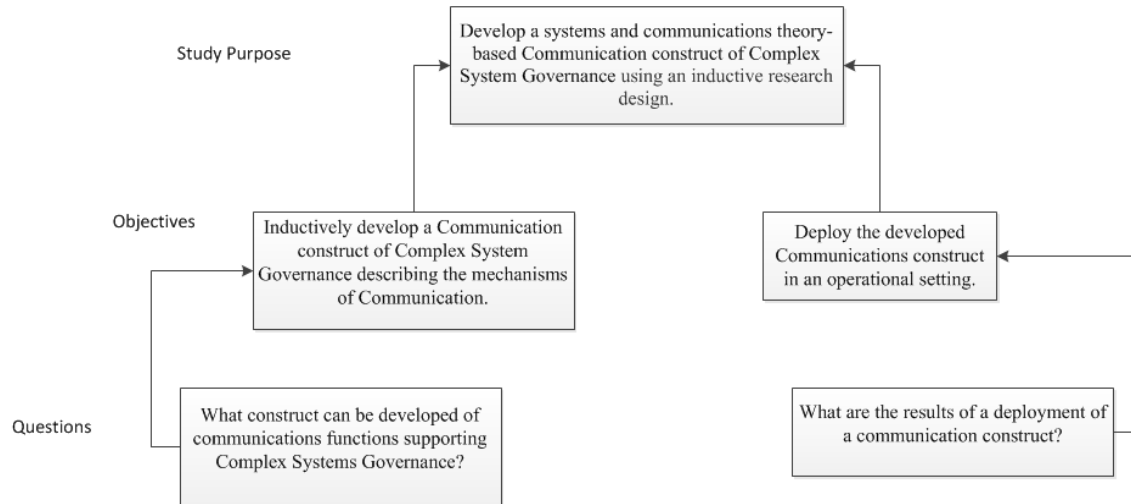 Study Purpose
Develop a systems and communications theory-
based Communication construct of Complex
System Governance using an inductive research
design.
Objectives
Inductively develop a Communication
construct of Complex System
Governance describing the mechanisms
of Communication.
Deploy the developed
Communications construct
in an operational setting.
Questions
What construct can be developed of
communications functions supporting
Complex Systems Governance?
What are the results of a deployment of
a communication construct?